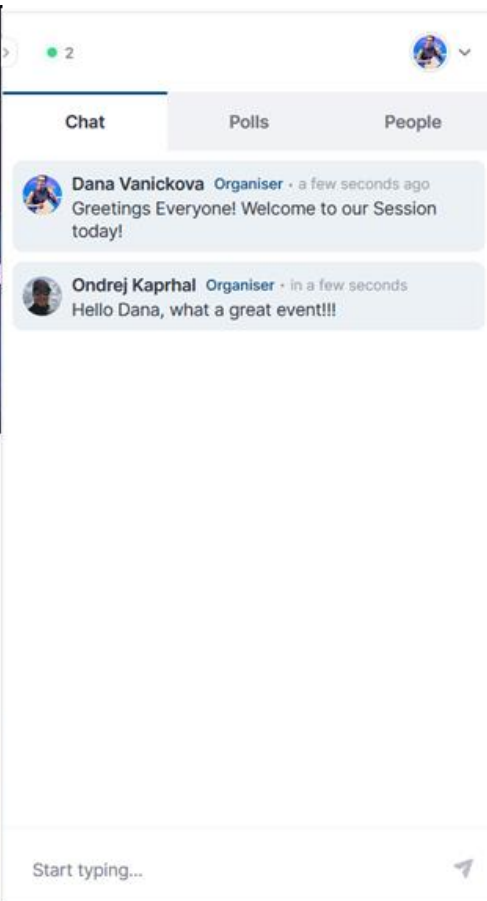 2
Chat Polls People
Dana Vanickova Organiser · a few seconds ago
Greetings Everyone! Welcome to our Session
today!
Ondrej Kaprhal Organiser · in a few seconds
Hello Dana, what a great event!!!
Start typing...